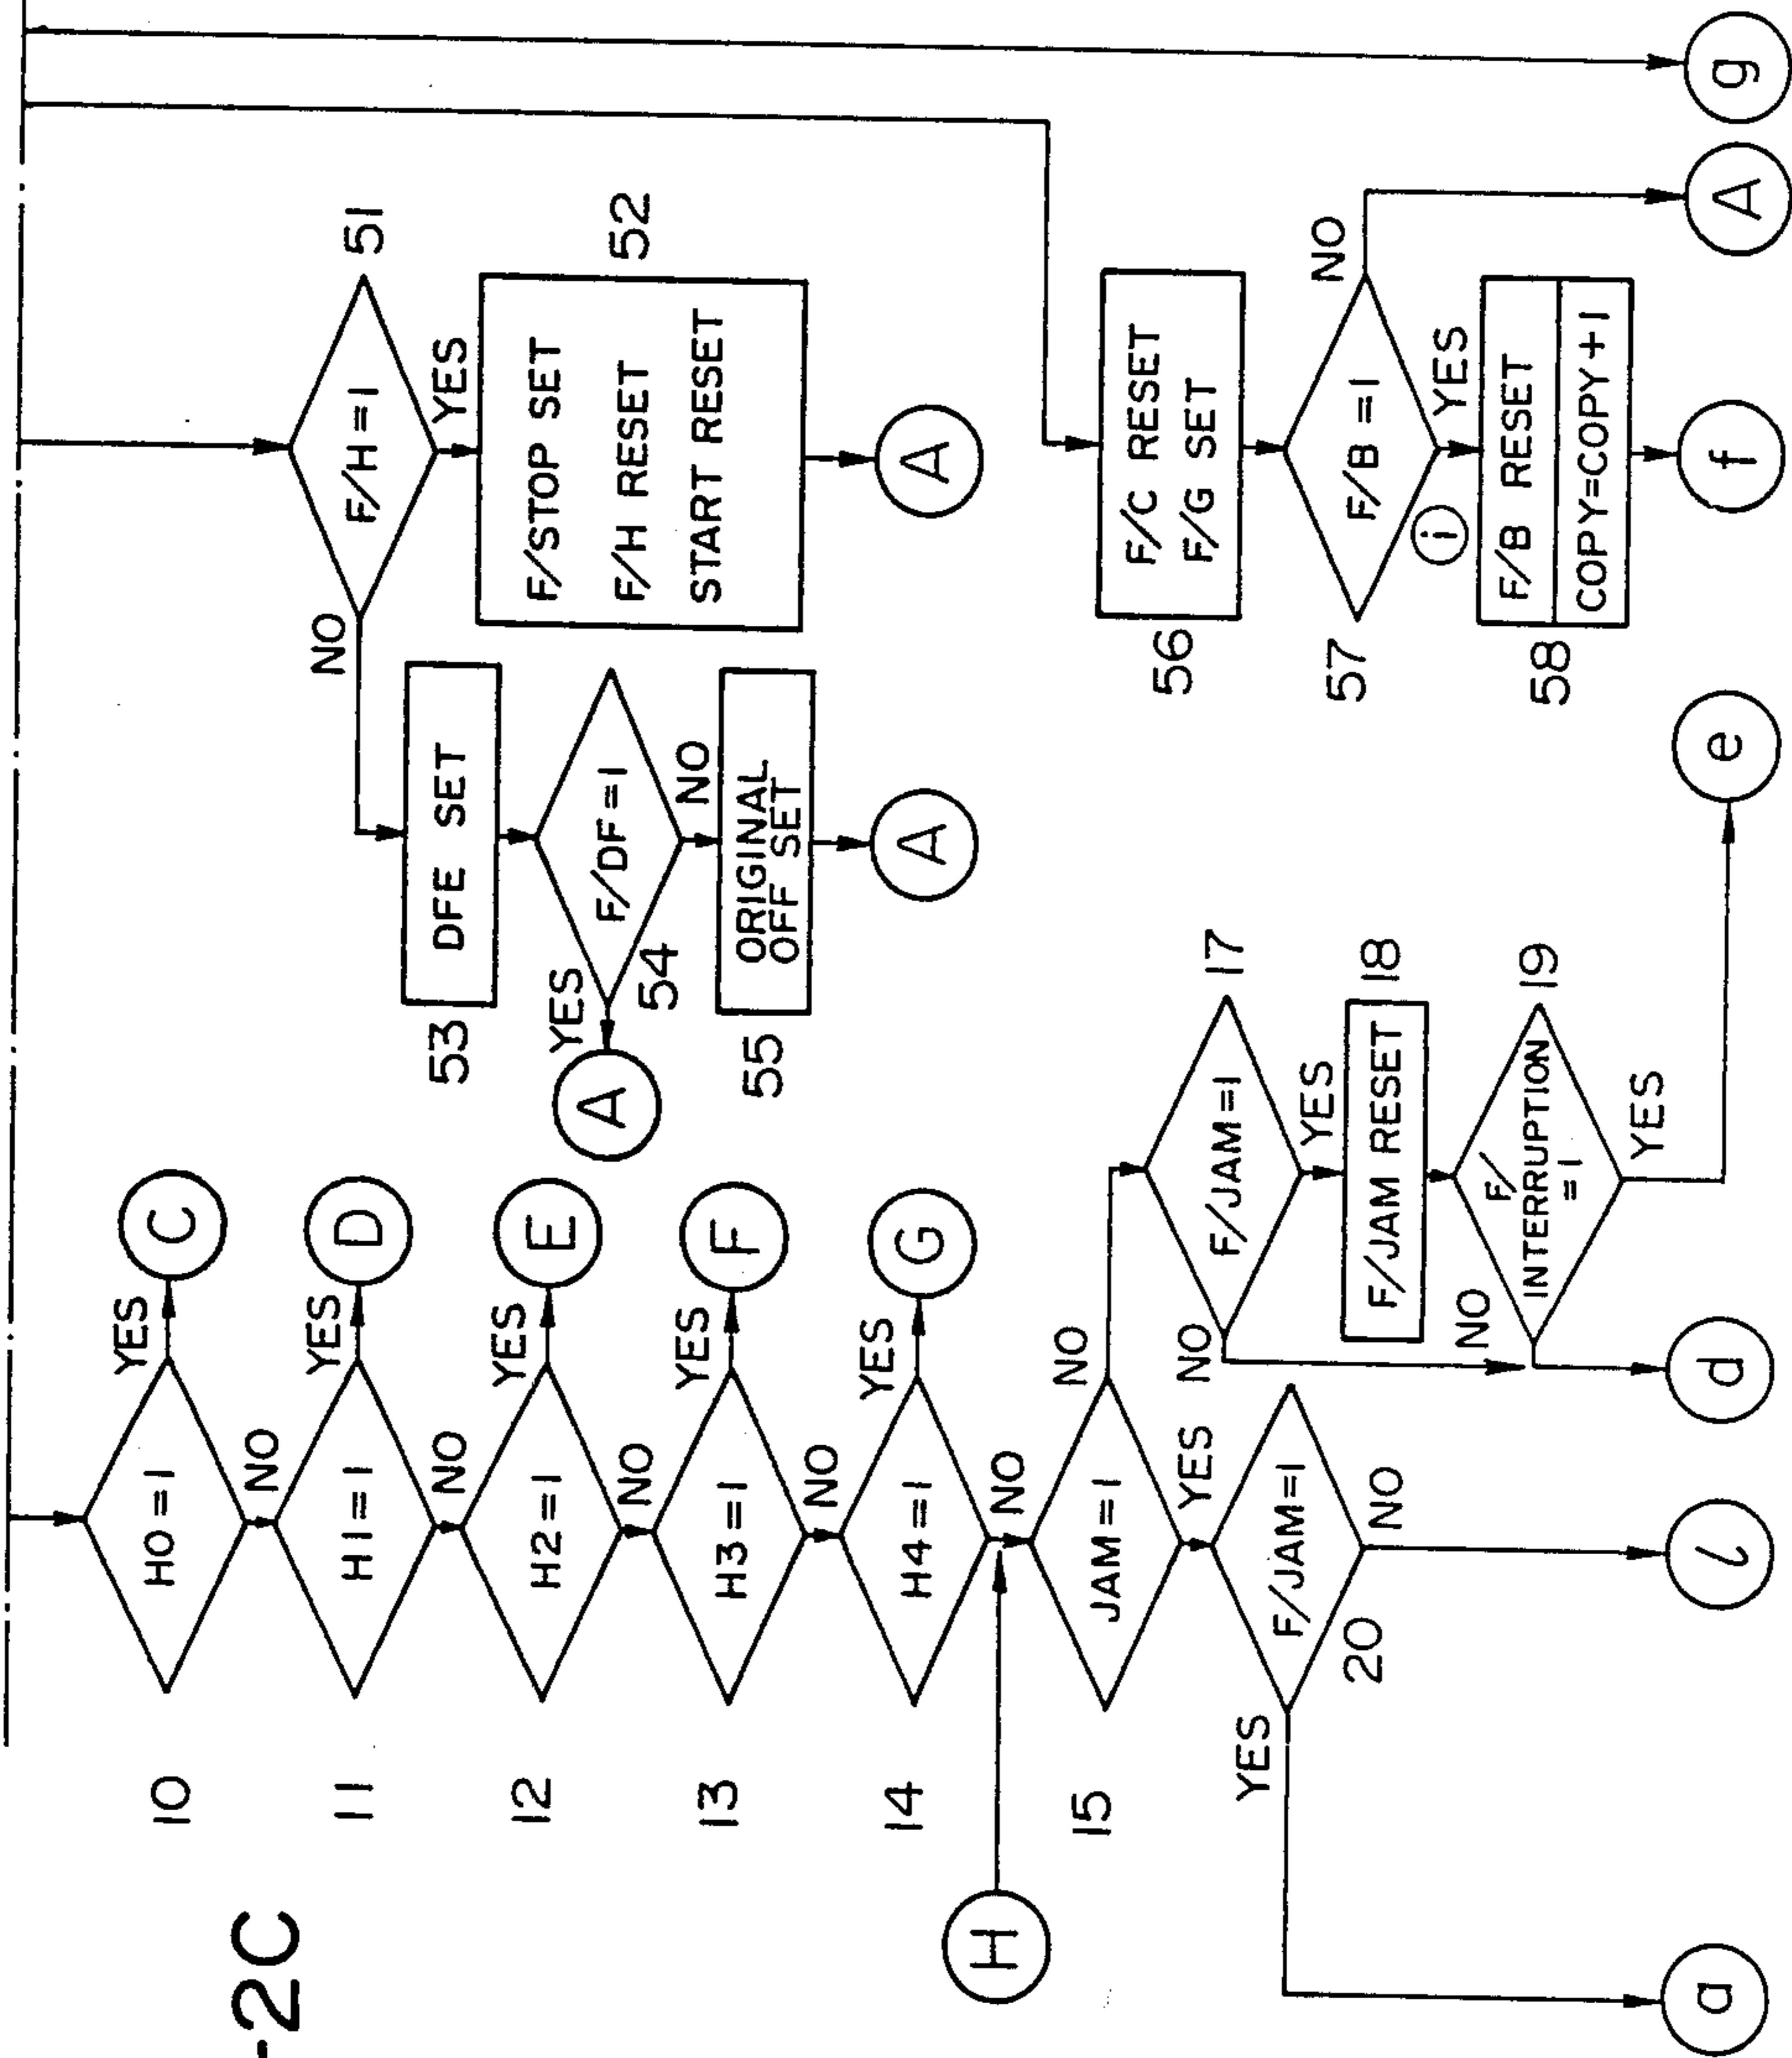 -2C
10
H0=1
YES
C
NO
11
H1=1
YES
D
NO
12
H2=1
YES
E
NO
13
H3=1
YES
F
NO
14
H4=1
YES
G
NO
H
15
JAM=1
NO
YES
20
F/JAM=1
YES
NO
a
l
17
F/JAM=1
NO
YES
F/JAM RESET
18
F/
INTERRUPTION
=1
19
NO
YES
d
e
F/H=1
51
NO
YES
F/STOP SET
F/H RESET
START RESET
52
A
53
DFE SET
F/DF=1
54
YES
A
NO
55
ORIGINAL
OFF SET
A
56
F/C RESET
F/G SET
57
F/B=1
NO
A
i
YES
58
F/B RESET
COPY=COPY+1
f
g